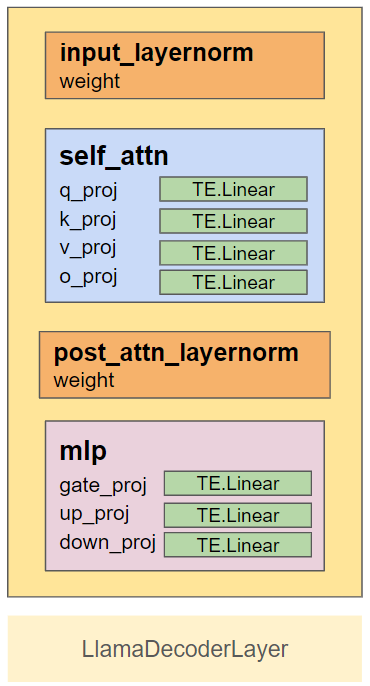 input_layernorm
weight
self_attn
q_proj TE.Linear
k_proj TE.Linear
v_proj TE.Linear
o_proj TE.Linear
post_attn_layernorm
weight
mlp
gate_proj TE.Linear
up_proj TE.Linear
down_proj TE.Linear
LlamaDecoderLayer